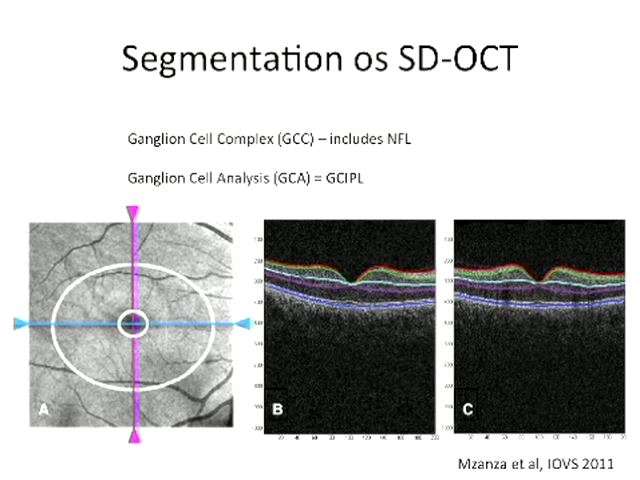 Segmentation os SD-OCT
Ganglion Cell Complex (GCC) – includes NFL
Ganglion Cell Analysis (GCA) = GCIPL
A
B
C
Mzanza et al, IOVS 2011